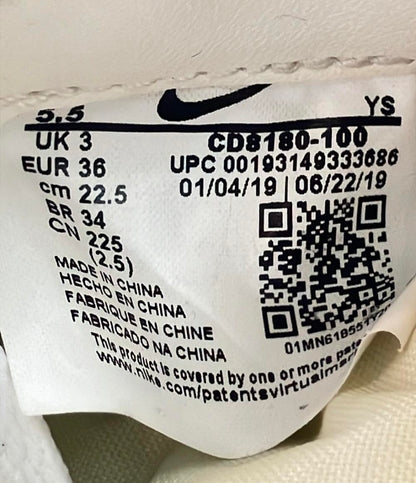 5.5 YS
UK 3 CD8180-100
EUR 36 UPC 00193149333686
cm 22.5 01/04/19 | 06/22/19
BR 34
CN 225
(2.5)
MADE IN CHINA
HECHO EN CHINA
FABRIQUE EN CHINE
FABRICADO NA CHINA
This product is covered by one or more
www.nike.com/patentsvirtual